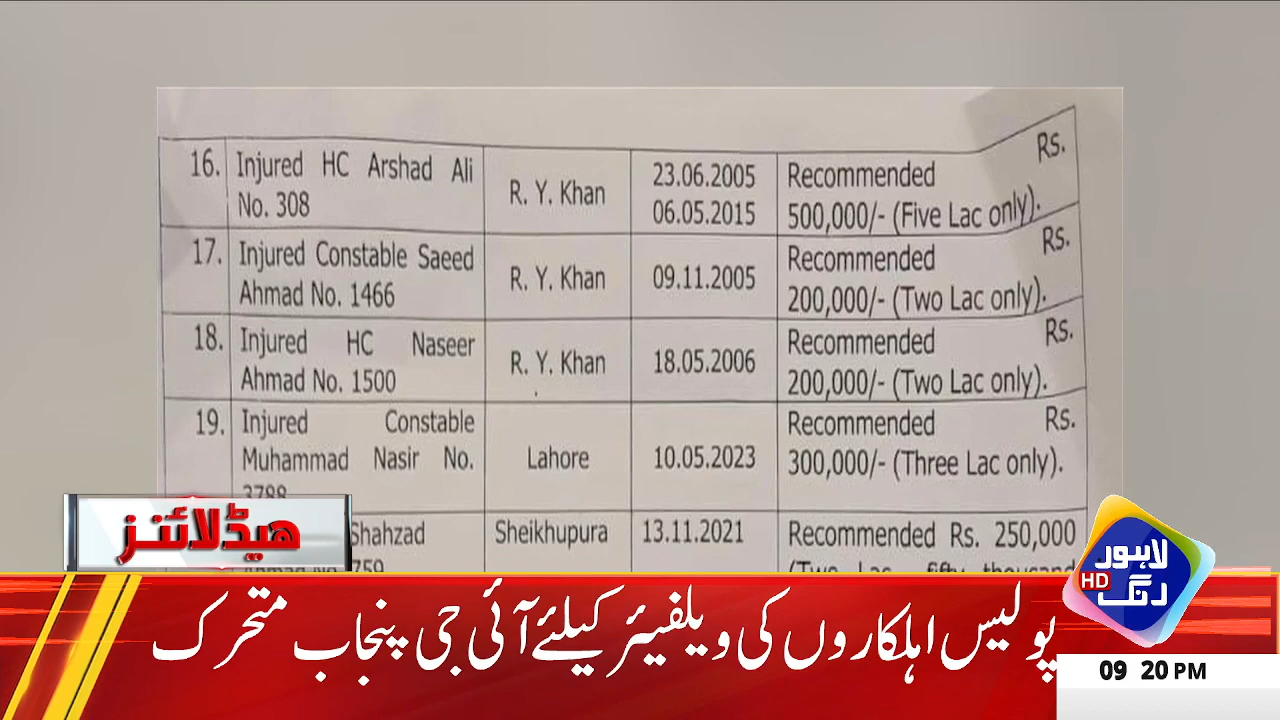 16. Injured HC Arshad Ali No. 308 R. Y. Khan 23.06.2005 06.05.2015 Recommended Rs. 500,000/- (Five Lac only).
17. Injured Constable Saeed Ahmad No. 1466 R. Y. Khan 09.11.2005 Recommended Rs. 200,000/- (Two Lac only).
18. Injured HC Naseer Ahmad No. 1500 R. Y. Khan 18.05.2006 Recommended Rs. 200,000/- (Two Lac only).
19. Injured Constable Muhammad Nasir No. 3788 Lahore 10.05.2023 Recommended Rs. 300,000/- (Three Lac only).
Shahzad Sheikhupura 13.11.2021 Recommended Rs. 250,000
ہیڈلائنز
لاہور
رنگ
HD
پولیس اہلکاروں کی ویلفیئر کیلئے آئی جی پنجاب متحرک
09 20 PM